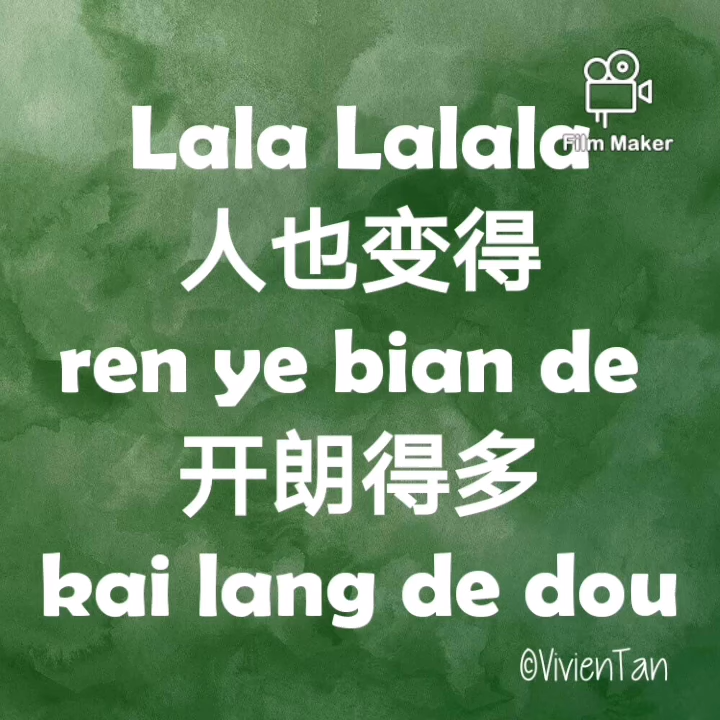 Lala Lalala
Film Maker
人也变得
ren ye bian de
开朗得多
kai lang de dou
©VivienTan